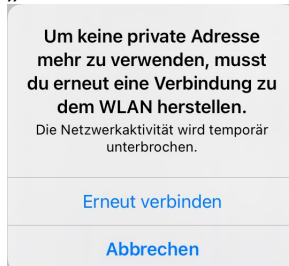 Um keine private Adresse
mehr zu verwenden, musst
du erneut eine Verbindung zu
dem WLAN herstellen.
Die Netzwerkaktivität wird temporär
unterbrochen.
Erneut verbinden
Abbrechen